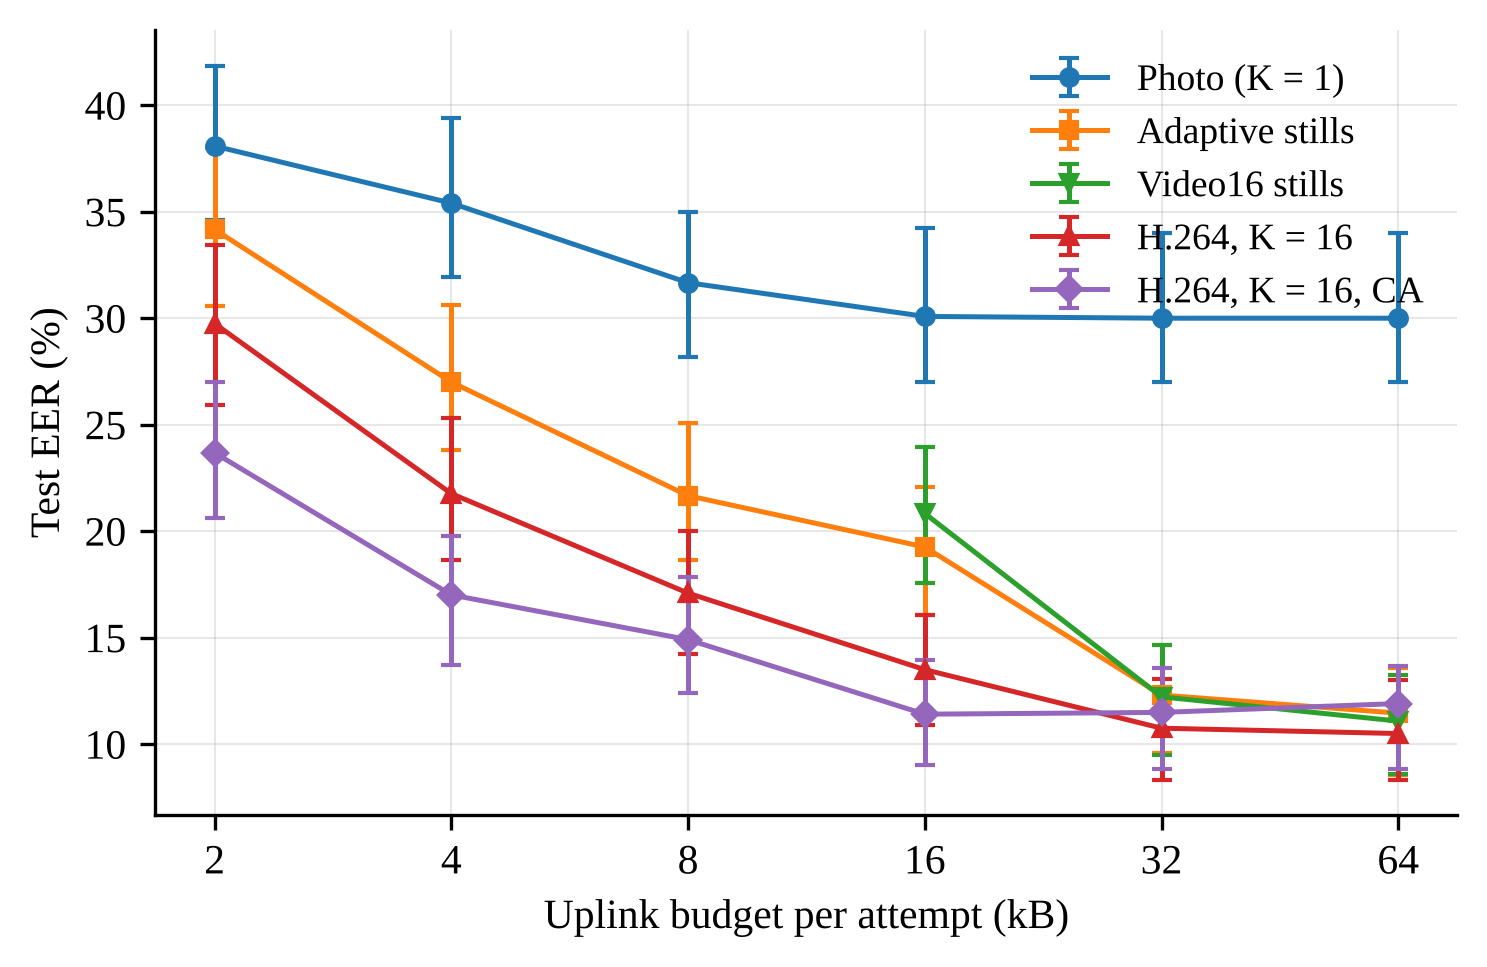 Photo (K = 1)
Adaptive stills
Video16 stills
H.264, K = 16
H.264, K = 16, CA
Test EER (%)
40
35
30
25
20
15
10
2 4 8 16 32 64
Uplink budget per attempt (kB)